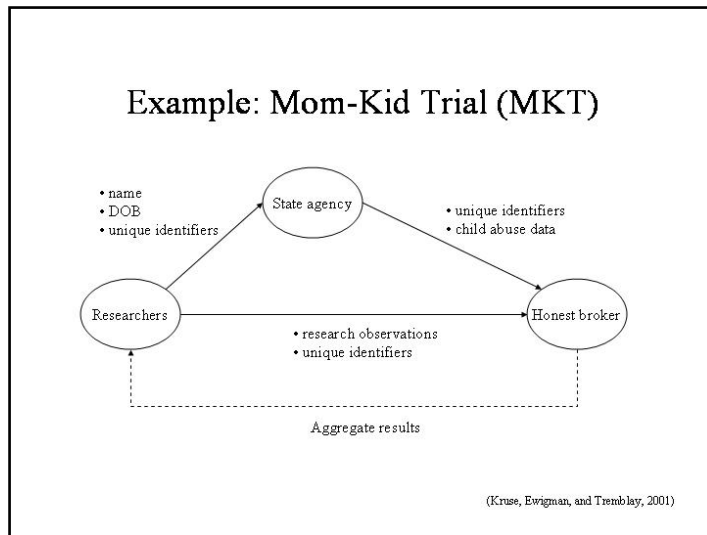 Example: Mom-Kid Trial (MKT)
• name
• DOB
• unique identifiers
State agency
• unique identifiers
• child abuse data
Researchers
Honest broker
• research observations
• unique identifiers
Aggregate results
(Kruse, Ewigman, and Tremblay, 2001)